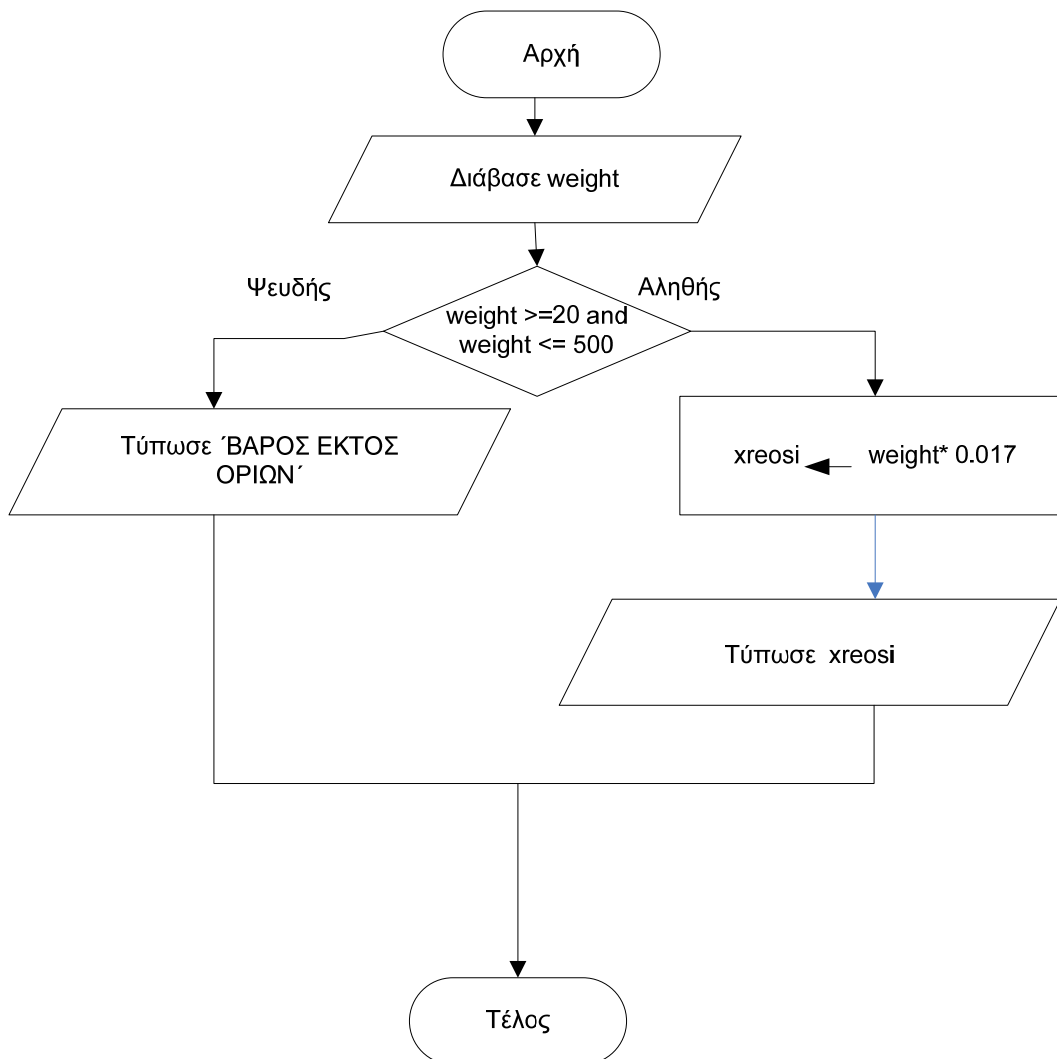 Αρχή
Διάβασε weight
Ψευδής
Αληθής
weight >=20 and
weight <= 500
Τύπωσε ΄ΒΑΡΟΣ ΕΚΤΟΣ
ΟΡΙΩΝ΄
xreosi weight* 0.017
Τύπωσε xreosi
Τέλος